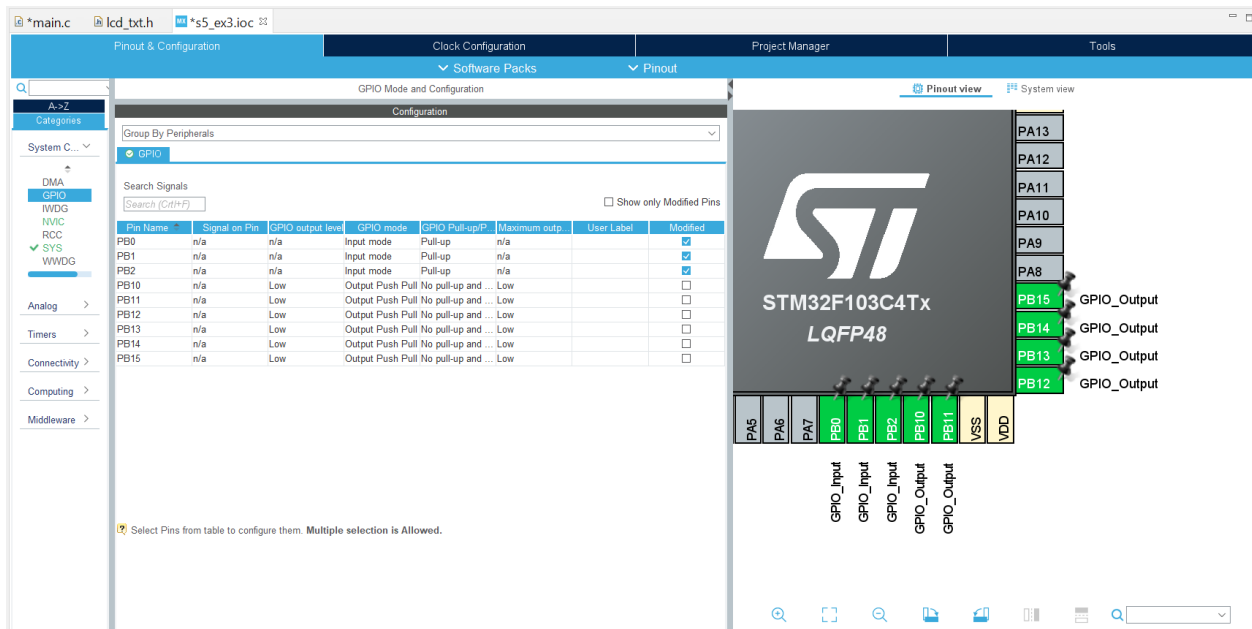 *main.c lcd_txt.h *s5_ex3.ioc
Pinout & Configuration Clock Configuration Project Manager Tools
Software Packs Pinout
GPIO Mode and Configuration
Pinout view System view
A->Z
Categories
System C...
DMA
GPIO
IWDG
NVIC
RCC
SYS
WWDG
Analog
Timers
Connectivity
Computing
Middleware
Configuration
Group By Peripherals
GPIO
Search Signals
Search (Crtl+F)
Show only Modified Pins
Pin Name Signal on Pin GPIO output level GPIO mode GPIO Pull-up/P... Maximum outp... User Label Modified
PB0 n/a n/a Input mode Pull-up n/a
PB1 n/a n/a Input mode Pull-up n/a
PB2 n/a n/a Input mode Pull-up n/a
PB10 n/a Low Output Push Pull No pull-up and ... Low
PB11 n/a Low Output Push Pull No pull-up and ... Low
PB12 n/a Low Output Push Pull No pull-up and ... Low
PB13 n/a Low Output Push Pull No pull-up and ... Low
PB14 n/a Low Output Push Pull No pull-up and ... Low
PB15 n/a Low Output Push Pull No pull-up and ... Low
Select Pins from table to configure them. Multiple selection is Allowed.
PA13
PA12
PA11
PA10
PA9
PA8
PB15 GPIO_Output
PB14 GPIO_Output
PB13 GPIO_Output
PB12 GPIO_Output
ST
STM32F103C4Tx
LQFP48
PA5
PA6
PA7
PB0
PB1
PB2
PB10
PB11
VSS
VDD
GPIO_Input
GPIO_Input
GPIO_Input
GPIO_Output
GPIO_Output